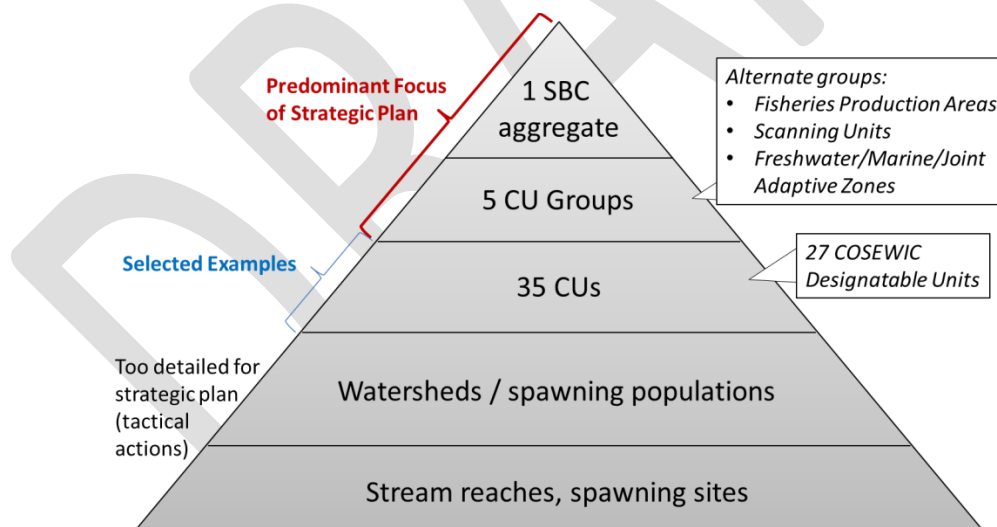 DRAFT
Predominant Focus
of Strategic Plan
1 SBC
aggregate
Alternate groups:
• Fisheries Production Areas
• Scanning Units
• Freshwater/Marine/Joint
Adaptive Zones
5 CU Groups
Selected Examples
35 CUs
27 COSEWIC
Designatable Units
Too detailed for
strategic plan
(tactical
actions)
Watersheds / spawning populations
Stream reaches, spawning sites